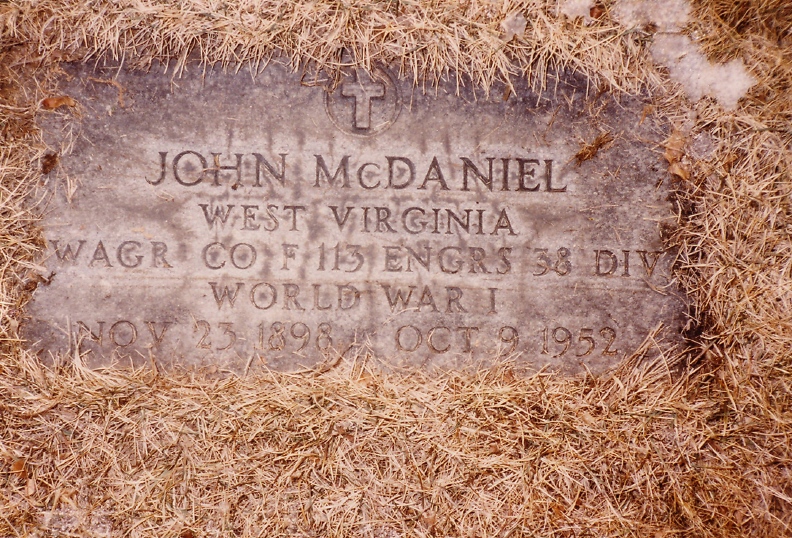 JOHN McDANIEL
WEST VIRGINIA
WAGR CO F 113 ENGRS 38 DIV
WORLD WAR I
NOV 23 1898 OCT 9 1952